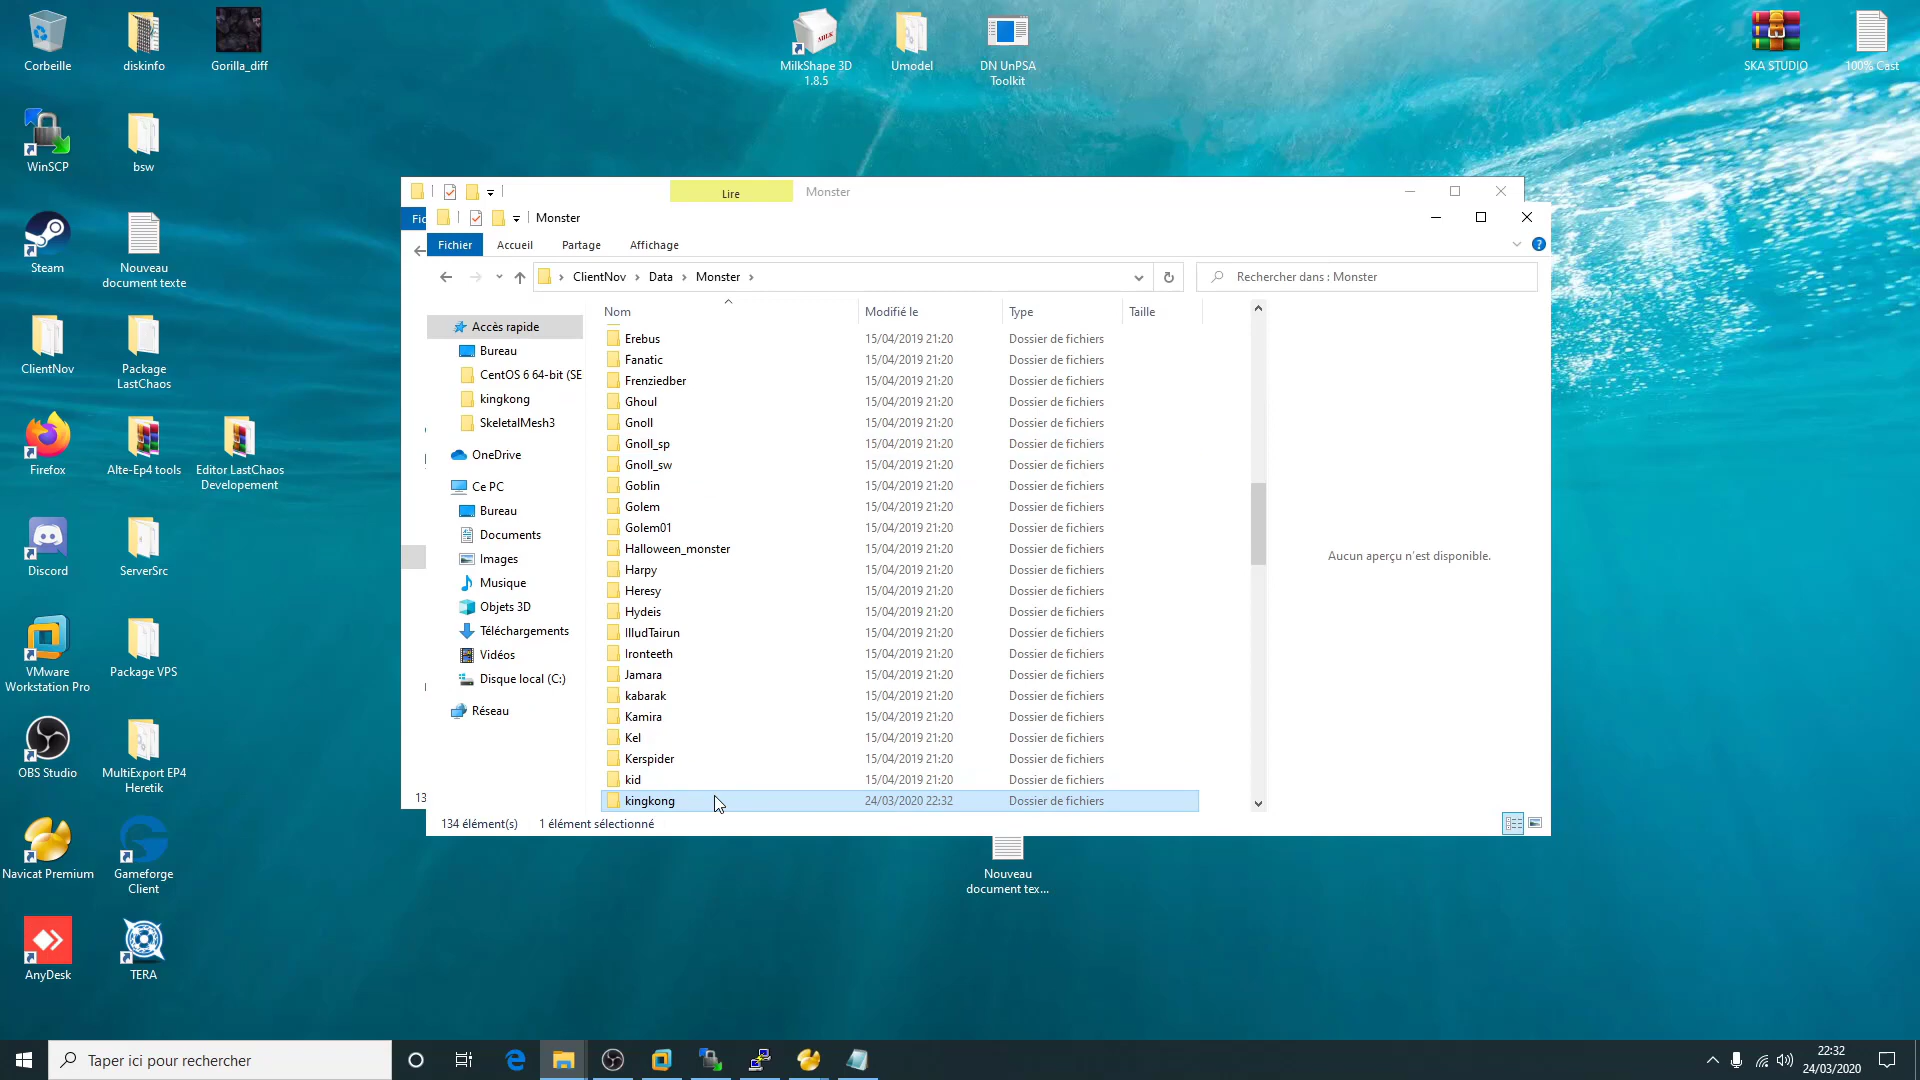 Corbeille
diskinfo
Gorilla_diff
MilkShape 3D
1.8.5
Umodel
DN UnPSA
Toolkit
SKA STUDIO
100% Cast
WinSCP
bsw
Steam
Nouveau
document texte
ClientNov
Package
LastChaos
Firefox
Alte-Ep4 tools
Editor LastChaos
Developement
Discord
ServerSrc
VMware
Workstation Pro
Package VPS
OBS Studio
MultiExport EP4
Heretik
Navicat Premium
Gameforge
Client
AnyDesk
TERA
Nouveau
document tex...
Lire
Monster
Fic
13
Monster
Fichier
Accueil
Partage
Affichage
ClientNov > Data > Monster >
Rechercher dans : Monster
Nom
Modifié le
Type
Taille
Accès rapide
Bureau
CentOS 6 64-bit (SE
kingkong
SkeletalMesh3
OneDrive
Ce PC
Bureau
Documents
Images
Musique
Objets 3D
Téléchargements
Vidéos
Disque local (C:)
Réseau
Erebus 15/04/2019 21:20 Dossier de fichiers
Fanatic 15/04/2019 21:20 Dossier de fichiers
Frenziedber 15/04/2019 21:20 Dossier de fichiers
Ghoul 15/04/2019 21:20 Dossier de fichiers
Gnoll 15/04/2019 21:20 Dossier de fichiers
Gnoll_sp 15/04/2019 21:20 Dossier de fichiers
Gnoll_sw 15/04/2019 21:20 Dossier de fichiers
Goblin 15/04/2019 21:20 Dossier de fichiers
Golem 15/04/2019 21:20 Dossier de fichiers
Golem01 15/04/2019 21:20 Dossier de fichiers
Halloween_monster 15/04/2019 21:20 Dossier de fichiers
Harpy 15/04/2019 21:20 Dossier de fichiers
Heresy 15/04/2019 21:20 Dossier de fichiers
Hydeis 15/04/2019 21:20 Dossier de fichiers
IlludTairun 15/04/2019 21:20 Dossier de fichiers
Ironteeth 15/04/2019 21:20 Dossier de fichiers
Jamara 15/04/2019 21:20 Dossier de fichiers
kabarak 15/04/2019 21:20 Dossier de fichiers
Kamira 15/04/2019 21:20 Dossier de fichiers
Kel 15/04/2019 21:20 Dossier de fichiers
Kerspider 15/04/2019 21:20 Dossier de fichiers
kid 15/04/2019 21:20 Dossier de fichiers
kingkong 24/03/2020 22:32 Dossier de fichiers
Aucun aperçu n'est disponible.
134 élément(s)
1 élément sélectionné
Taper ici pour rechercher
22:32
24/03/2020